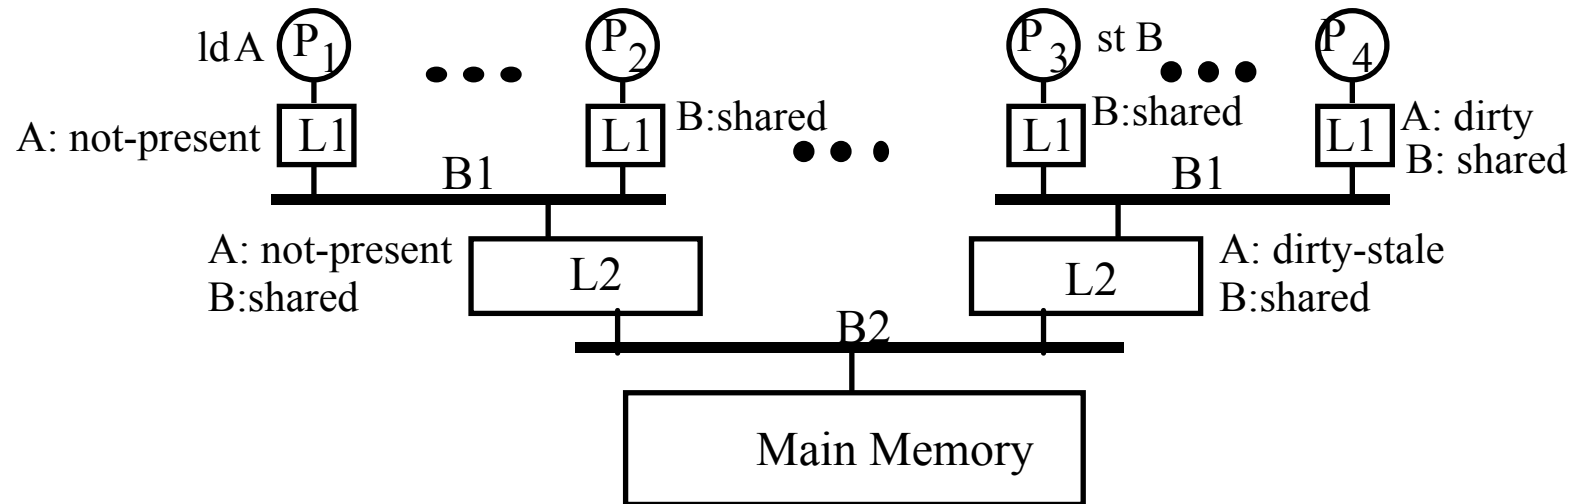 ld A
P1
P2
P3
st B
P4
A: not-present
L1
L1
B:shared
L1
B:shared
L1
A: dirty
B: shared
B1
B1
A: not-present
B:shared
L2
L2
A: dirty-stale
B:shared
B2
Main Memory